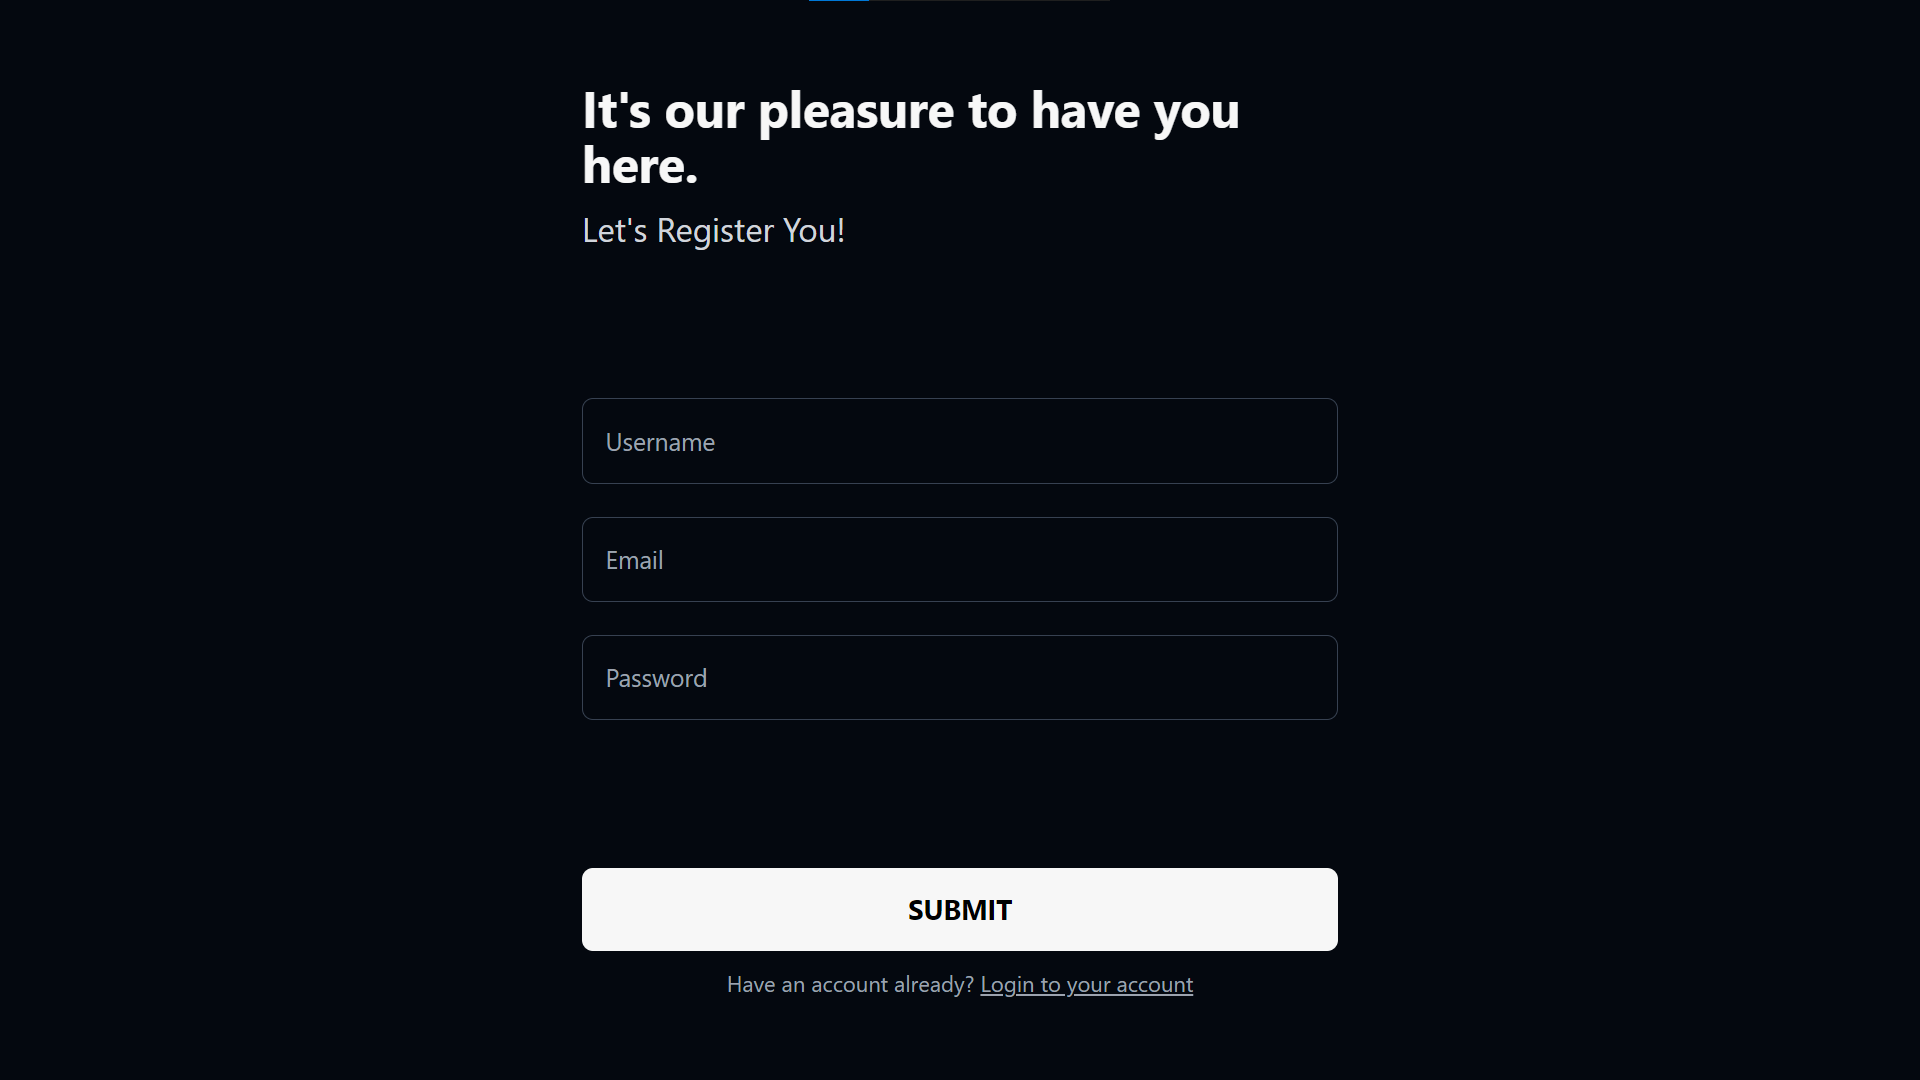 It's our pleasure to have you
here.
Let's Register You!
Username
Email
Password
SUBMIT
Have an account already? Login to your account